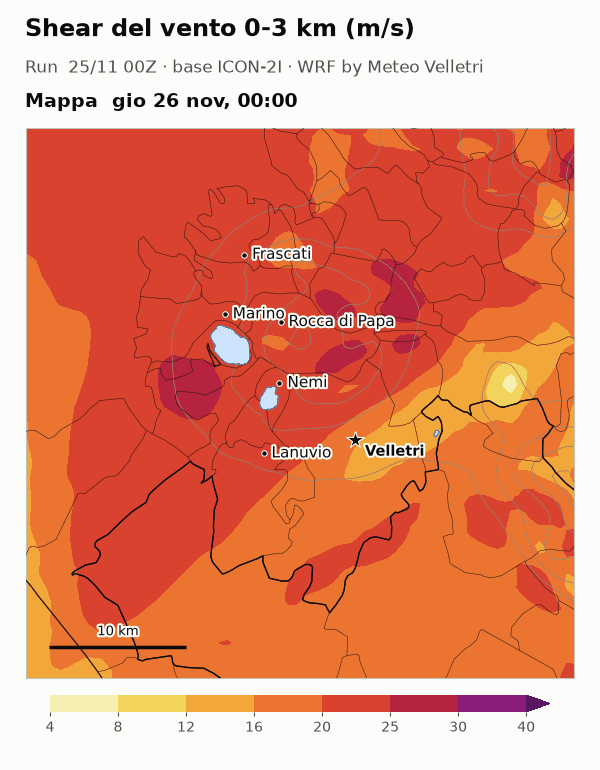 Shear del vento 0-3 km (m/s)
Run  25/11 00Z · base ICON-2I · WRF by Meteo Velletri
Mappa  gio 26 nov, 00:00
Frascati
Marino
Rocca di Papa
Nemi
Velletri
Lanuvio
10 km
4 8 12 16 20 25 30 40